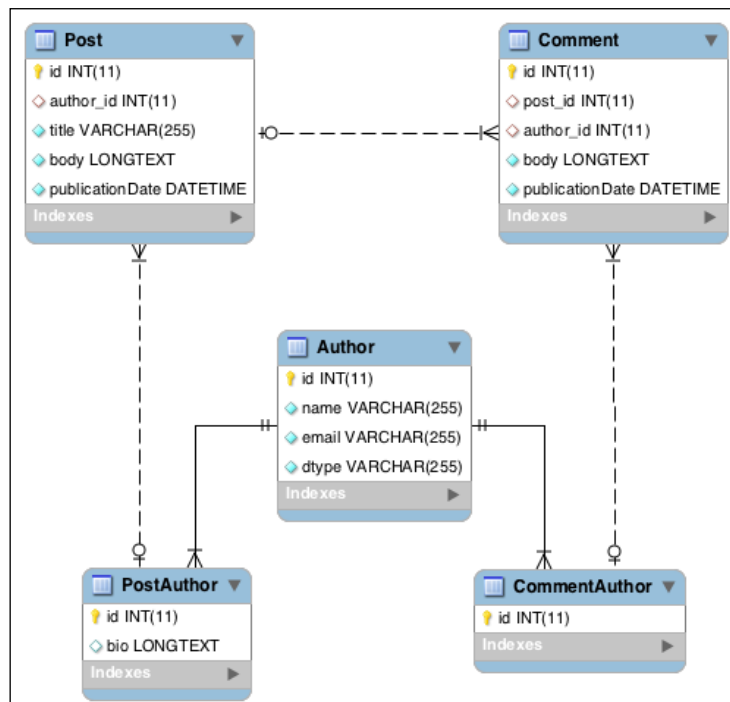 Post
id INT(11)
author_id INT(11)
title VARCHAR(255)
body LONGTEXT
publicationDate DATETIME
Indexes
Comment
id INT(11)
post_id INT(11)
author_id INT(11)
body LONGTEXT
publicationDate DATETIME
Indexes
Author
id INT(11)
name VARCHAR(255)
email VARCHAR(255)
dtype VARCHAR(255)
Indexes
PostAuthor
id INT(11)
bio LONGTEXT
Indexes
CommentAuthor
id INT(11)
Indexes